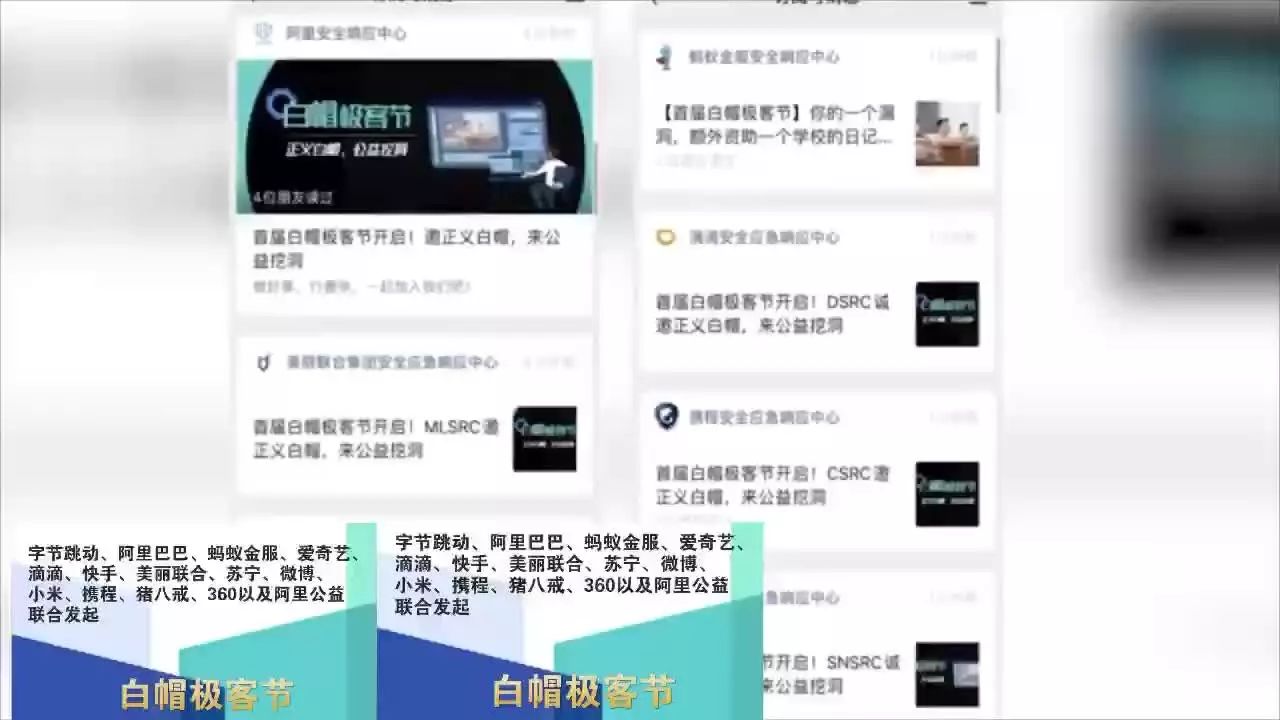 阿里安全响应中心
白帽极客节
正义白帽，公益挖洞
4位朋友读过
首届白帽极客节开启！邀正义白帽，来公
益挖洞
美丽联合集团安全应急响应中心
首届白帽极客节开启！MLSRC邀
正义白帽，来公益挖洞
蚂蚁金服安全响应中心
【首届白帽极客节】你的一个漏
洞，额外资助一个学校的日记...
滴滴安全应急响应中心
首届白帽极客节开启！DSRC诚
邀正义白帽，来公益挖洞
携程安全应急响应中心
首届白帽极客节开启！CSRC邀
正义白帽，来公益挖洞
急响应中心
节开启！SNSRC诚
来公益挖洞
字节跳动、阿里巴巴、蚂蚁金服、爱奇艺、
滴滴、快手、美丽联合、苏宁、微博、
小米、携程、猪八戒、360以及阿里公益
联合发起
白帽极客节
字节跳动、阿里巴巴、蚂蚁金服、爱奇艺、
滴滴、快手、美丽联合、苏宁、微博、
小米、携程、猪八戒、360以及阿里公益
联合发起
白帽极客节